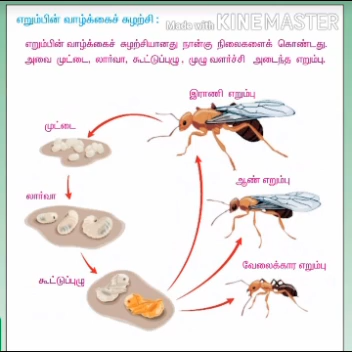 எறும்பின் வாழ்க்கைச் சுழற்சி :
Made with KINEMASTER
எறும்பின் வாழ்க்கைச் சுழற்சியானது நான்கு நிலைகளைக் கொண்டது.
அவை முட்டை, லார்வா, கூட்டுப்புழு, முழு வளர்ச்சி அடைந்த எறும்பு.
இராணி எறும்பு
முட்டை
ஆண் எறும்பு
லார்வா
வேலைக்கார எறும்பு
கூட்டுப்புழு